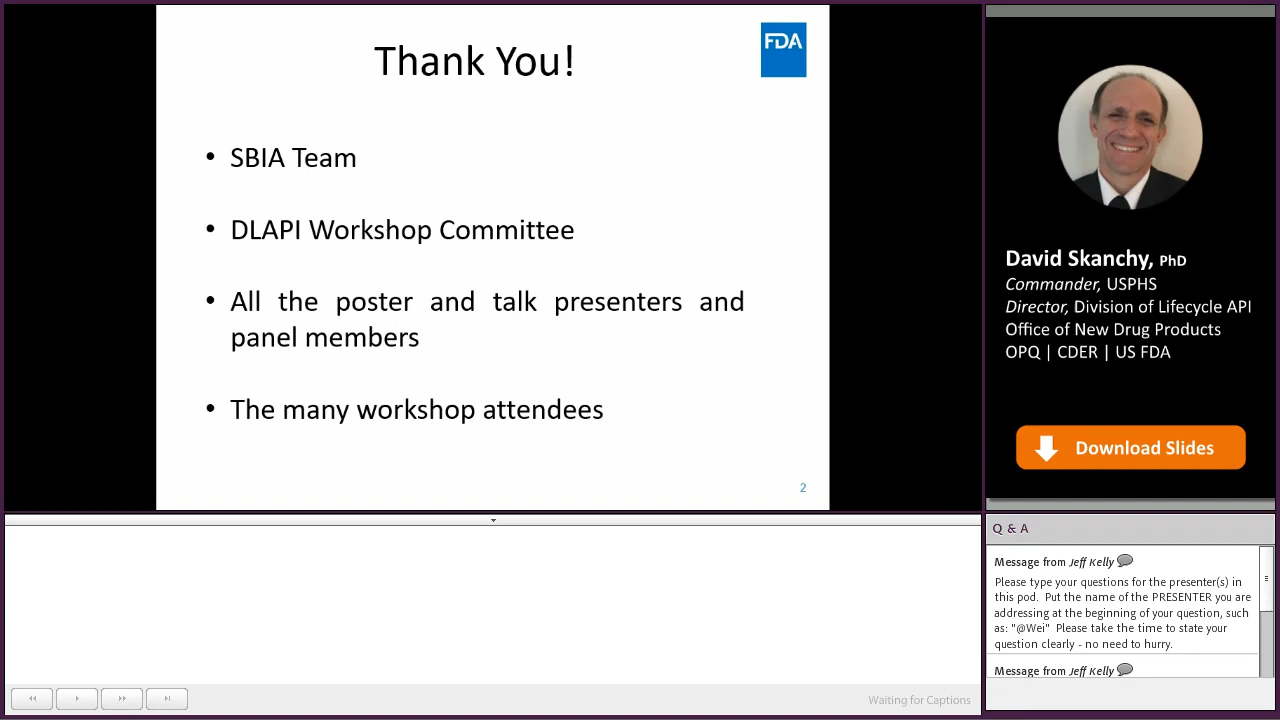 Thank You!
FDA
• SBIA Team
• DLAPI Workshop Committee
• All the poster and talk presenters and
panel members
• The many workshop attendees
2
David Skanchy, PhD
Commander, USPHS
Director, Division of Lifecycle API
Office of New Drug Products
OPQ | CDER | US FDA
Download Slides
Q & A
Message from Jeff Kelly
Please type your questions for the presenter(s) in
this pod. Put the name of the PRESENTER you are
addressing at the beginning of your question, such
as: "@Wei" Please take the time to state your
question clearly - no need to hurry.
Message from Jeff Kelly
Waiting for Captions